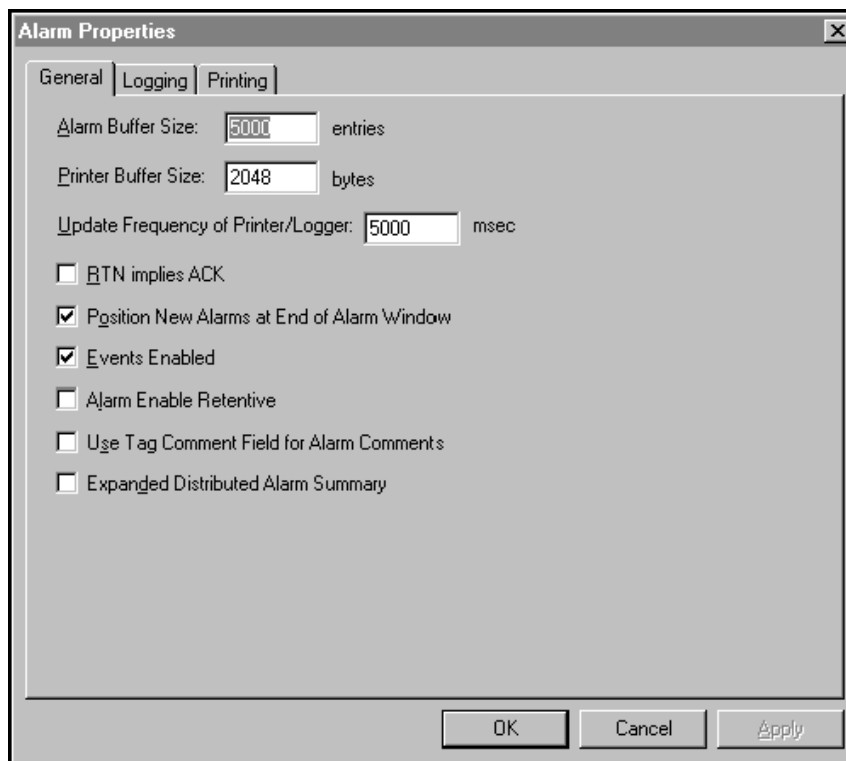 Alarm Properties
General Logging Printing
Alarm Buffer Size: 5000 entries
Printer Buffer Size: 2048 bytes
Update Frequency of Printer/Logger: 5000 msec
RTN implies ACK
Position New Alarms at End of Alarm Window
Events Enabled
Alarm Enable Retentive
Use Tag Comment Field for Alarm Comments
Expanded Distributed Alarm Summary
OK Cancel Apply